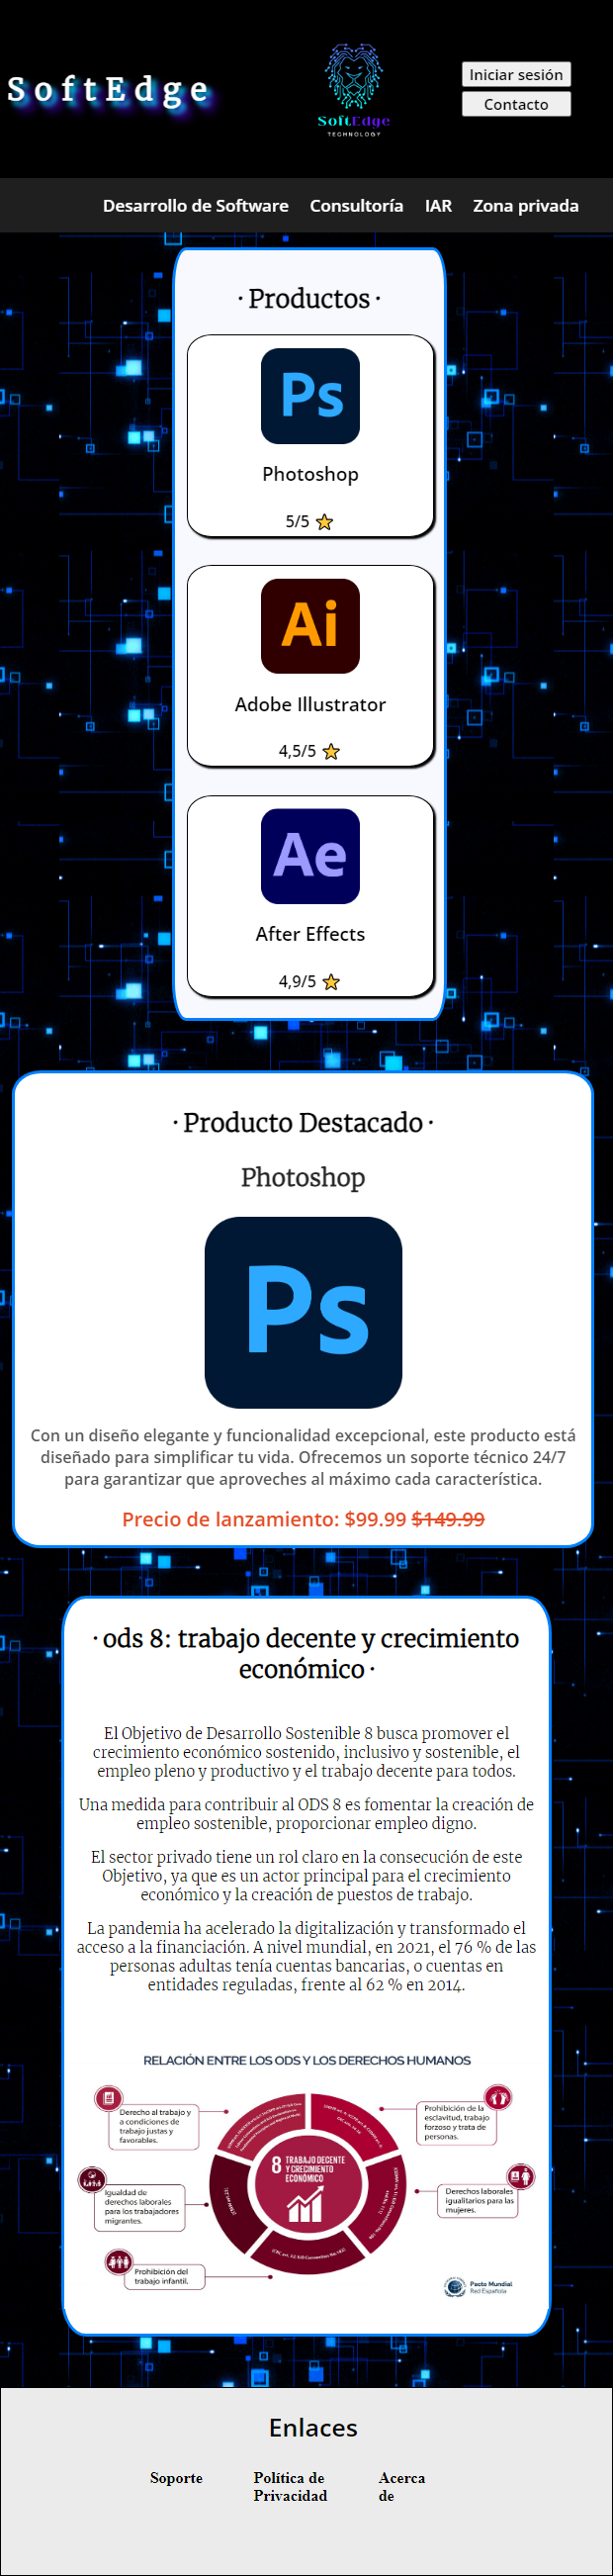 SoftEdge
SoftEdge
TECHNOLOGY
Iniciar sesión
Contacto
Desarrollo de Software Consultoría IAR Zona privada
· Productos ·
Ps
Photoshop
5/5
Ai
Adobe Illustrator
4,5/5
Ae
After Effects
4,9/5
· Producto Destacado ·
Photoshop
Ps
Con un diseño elegante y funcionalidad excepcional, este producto está
diseñado para simplificar tu vida. Ofrecemos un soporte técnico 24/7
para garantizar que aproveches al máximo cada característica.
Precio de lanzamiento: $99.99 $149.99
· ods 8: trabajo decente y crecimiento
económico ·
El Objetivo de Desarrollo Sostenible 8 busca promover el
crecimiento económico sostenido, inclusivo y sostenible, el
empleo pleno y productivo y el trabajo decente para todos.
Una medida para contribuir al ODS 8 es fomentar la creación de
empleo sostenible, proporcionar empleo digno.
El sector privado tiene un rol claro en la consecución de este
Objetivo, ya que es un actor principal para el crecimiento
económico y la creación de puestos de trabajo.
La pandemia ha acelerado la digitalización y transformado el
acceso a la financiación. A nivel mundial, en 2021, el 76 % de las
personas adultas tenía cuentas bancarias, o cuentas en
entidades reguladas, frente al 62 % en 2014.
RELACIÓN ENTRE LOS ODS Y LOS DERECHOS HUMANOS
Derecho al trabajo y
a condiciones de
trabajo justas y
favorables.
Prohibición de la
esclavitud, trabajo
forzoso y trata de
personas.
8 TRABAJO DECENTE
Y CRECIMIENTO
ECONÓMICO
Igualdad de
derechos laborales
para los trabajadores
migrantes.
Derechos laborales
igualitarios para las
mujeres.
Prohibición del
trabajo infantil.
Pacto Mundial
Red Española
Enlaces
Soporte
Política de
Privacidad
Acerca
de